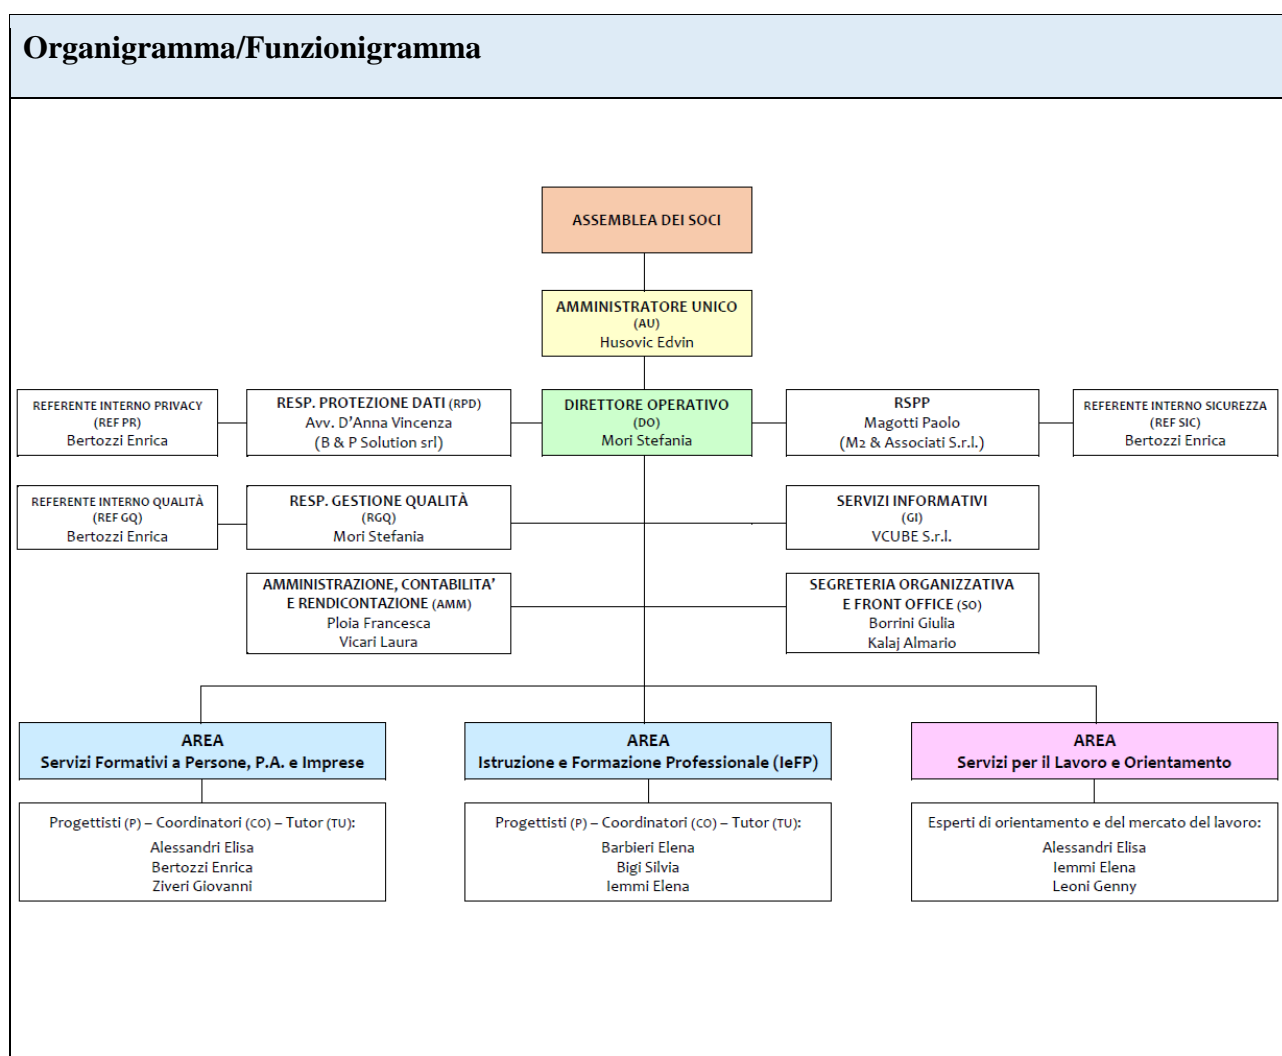 Organigramma/Funzionigramma
ASSEMBLEA DEI SOCI
AMMINISTRATORE UNICO
(AU)
Husovic Edvin
REFERENTE INTERNO PRIVACY
(REF PR)
Bertozzi Enrica
RESP. PROTEZIONE DATI (RPD)
Avv. D'Anna Vincenza
(B & P Solution srl)
DIRETTORE OPERATIVO
(DO)
Mori Stefania
RSPP
Magotti Paolo
(M2 & Associati S.r.l.)
REFERENTE INTERNO SICUREZZA
(REF SIC)
Bertozzi Enrica
REFERENTE INTERNO QUALITÀ
(REF GQ)
Bertozzi Enrica
RESP. GESTIONE QUALITÀ
(RGQ)
Mori Stefania
SERVIZI INFORMATIVI
(GI)
VCUBE S.r.l.
AMMINISTRAZIONE, CONTABILITA'
E RENDICONTAZIONE (AMM)
Ploia Francesca
Vicari Laura
SEGRETERIA ORGANIZZATIVA
E FRONT OFFICE (SO)
Borrini Giulia
Kalaj Almario
AREA
Servizi Formativi a Persone, P.A. e Imprese
AREA
Istruzione e Formazione Professionale (IeFP)
AREA
Servizi per il Lavoro e Orientamento
Progettisti (P) – Coordinatori (CO) – Tutor (TU):
Alessandri Elisa
Bertozzi Enrica
Ziveri Giovanni
Progettisti (P) – Coordinatori (CO) – Tutor (TU):
Barbieri Elena
Bigi Silvia
Iemmi Elena
Esperti di orientamento e del mercato del lavoro:
Alessandri Elisa
Iemmi Elena
Leoni Genny